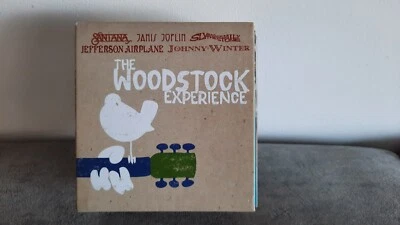 SANTANA JANIS JOPLIN SLY & THE FAMILY STONE
JEFFERSON AIRPLANE JOHNNY WINTER
THE
WOODSTOCK
EXPERIENCE